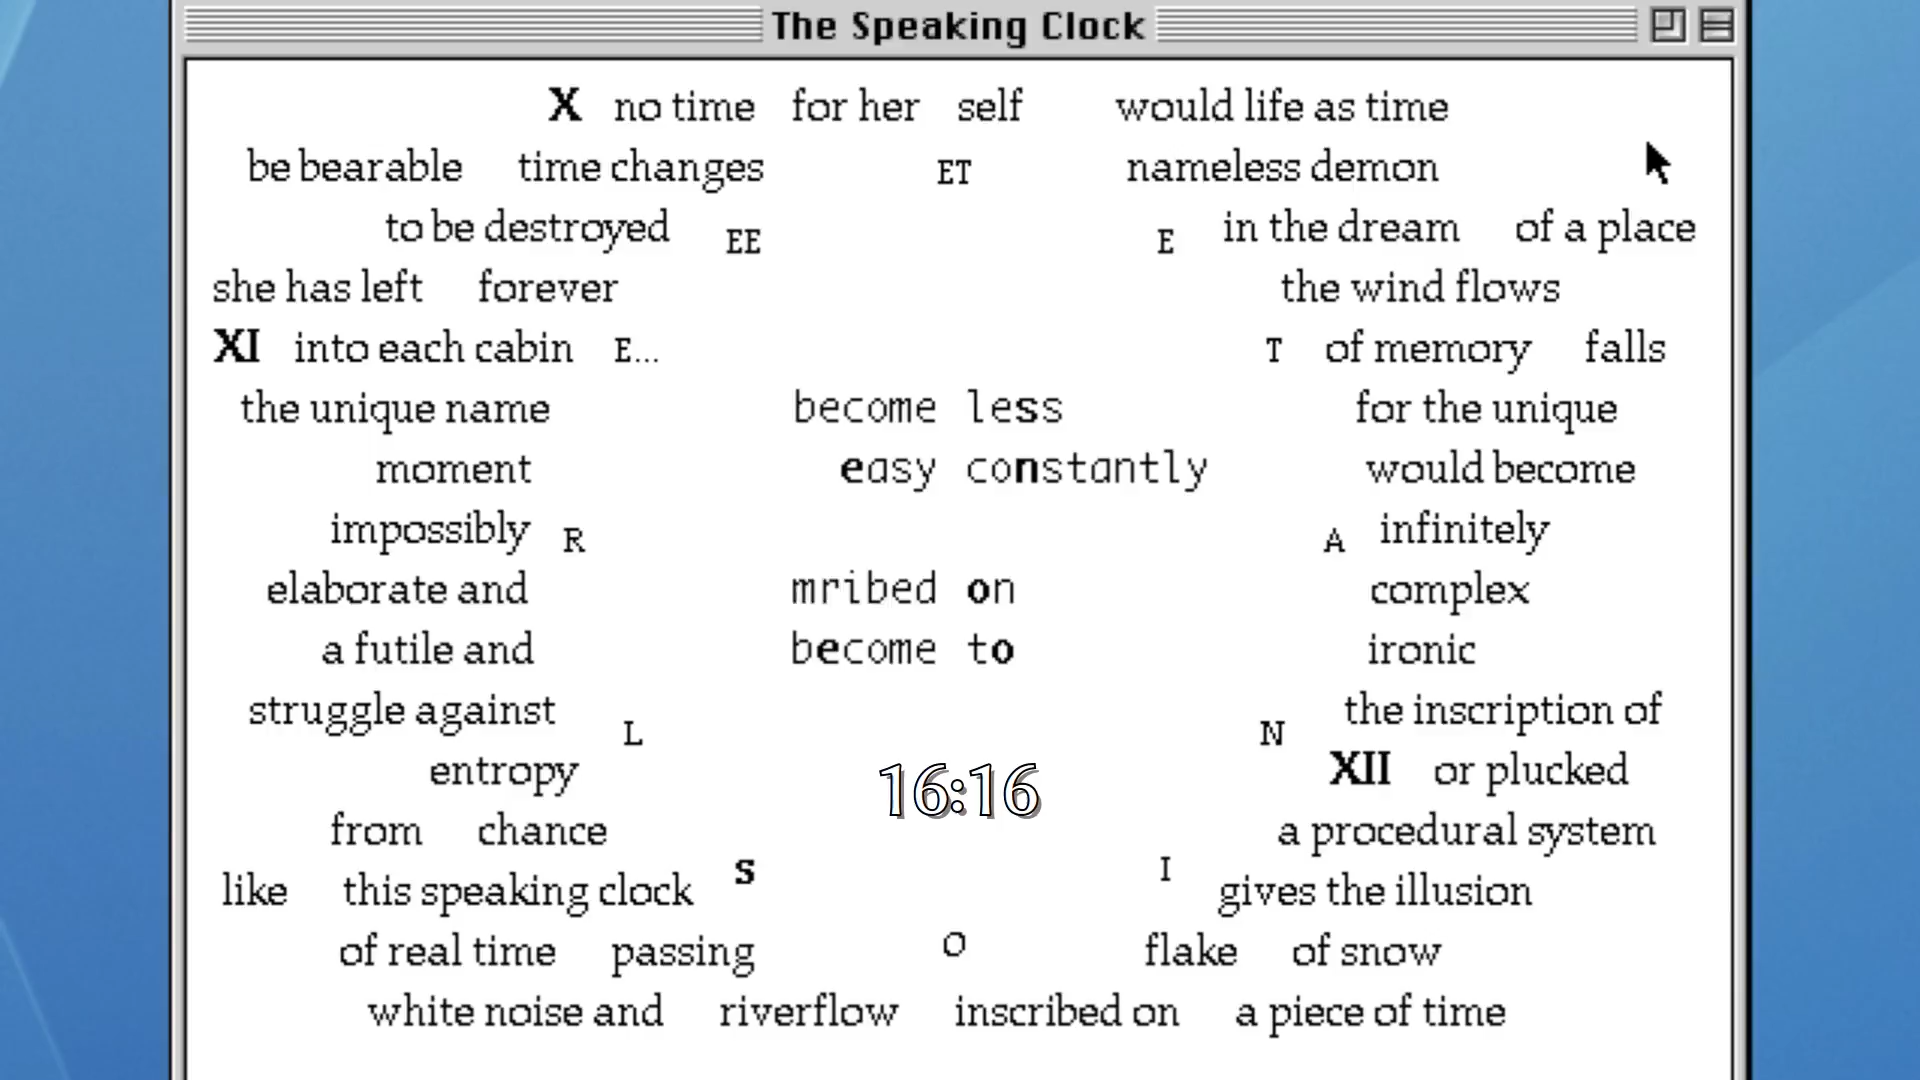 The Speaking Clock
X no time for her self would life as time
be bearable time changes ET nameless demon
to be destroyed EE E in the dream of a place
she has left forever the wind flows
XI into each cabin E... T of memory falls
the unique name become less for the unique
moment easy constantly would become
impossibly R A infinitely
elaborate and mribed on complex
a futile and become to ironic
struggle against L N the inscription of
entropy 16:16 XII or plucked
from chance a procedural system
like this speaking clock S I gives the illusion
of real time passing O flake of snow
white noise and riverflow inscribed on a piece of time